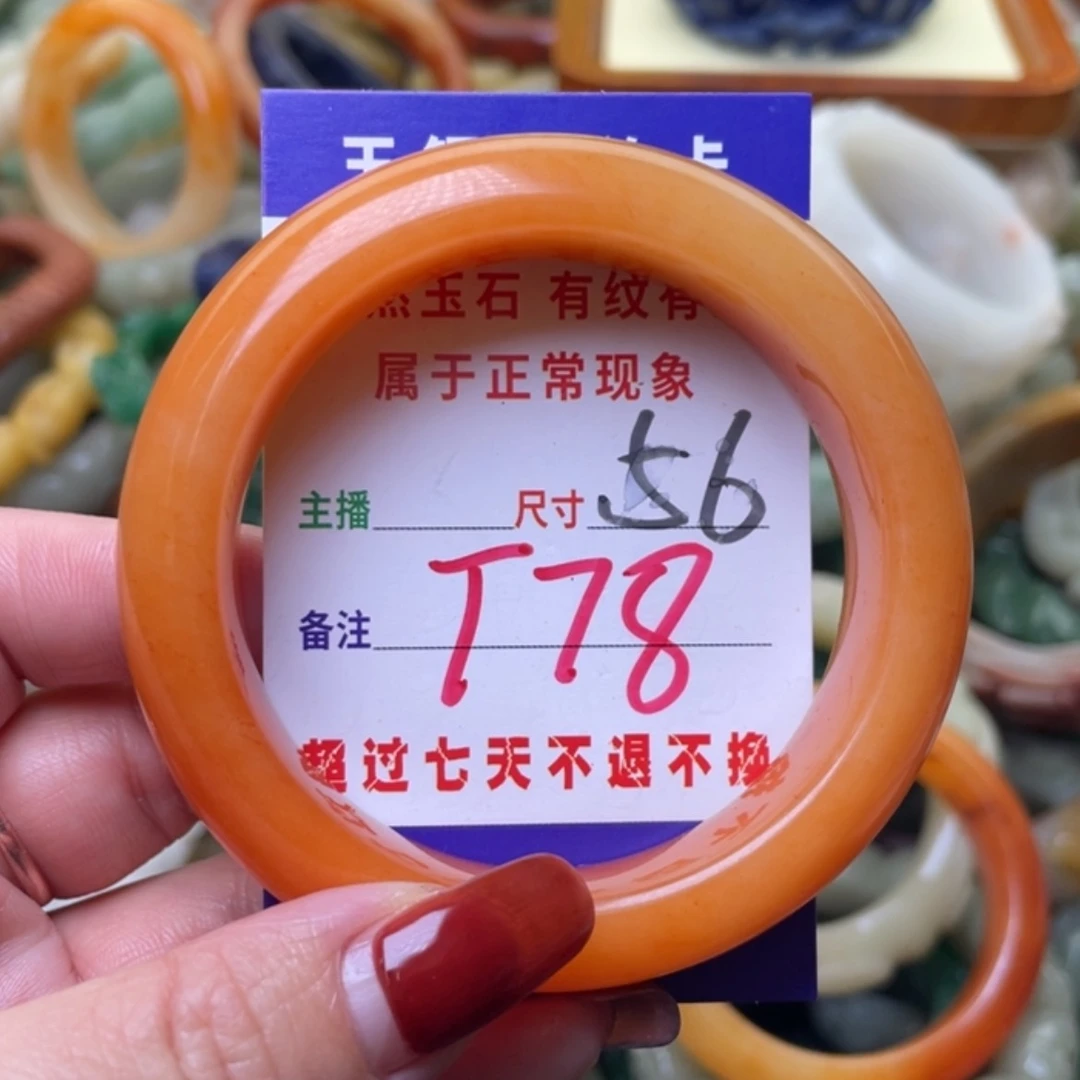 玉石 有纹有
属于正常现象
主播 尺寸 56
备注 T78
超过七天不退不换